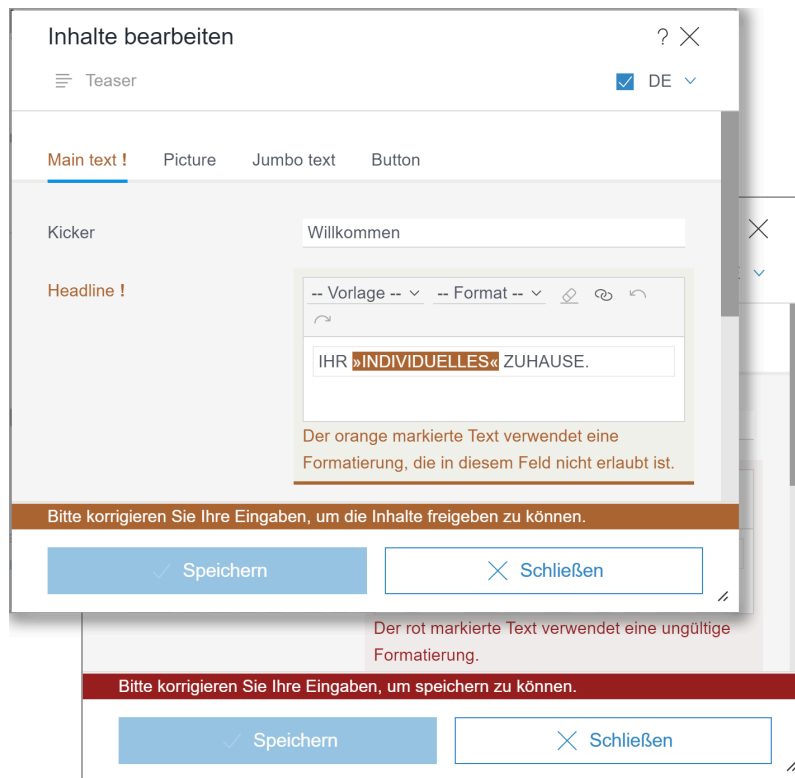 Inhalte bearbeiten ?
Teaser DE
Main text ! Picture Jumbo text Button
Kicker Willkommen
Headline !
-- Vorlage -- -- Format --
IHR »INDIVIDUELLES« ZUHAUSE.
Der orange markierte Text verwendet eine
Formatierung, die in diesem Feld nicht erlaubt ist.
Bitte korrigieren Sie Ihre Eingaben, um die Inhalte freigeben zu können.
Speichern Schließen
Der rot markierte Text verwendet eine ungültige
Formatierung.
Bitte korrigieren Sie Ihre Eingaben, um speichern zu können.
Speichern Schließen